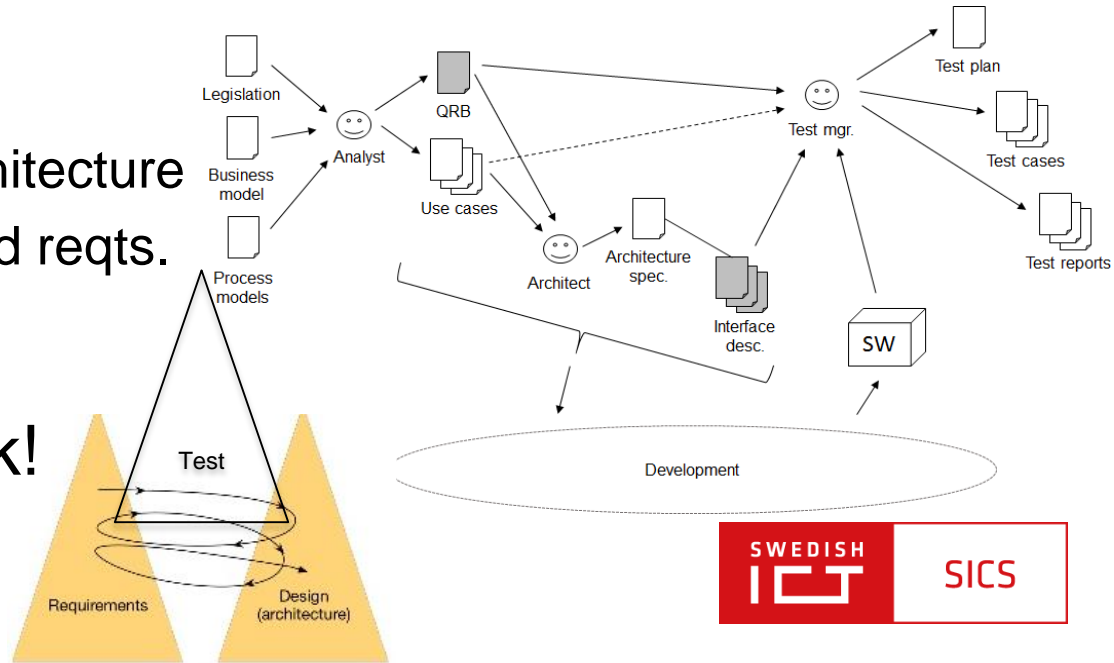 hitecture
d reqts.
k!
Legislation
Business
model
Process
models
Analyst
QRB
Use cases
Architect
Architecture
spec.
Interface
desc.
Test mgr.
Test plan
Test cases
Test reports
SW
Development
Test
Requirements
Design
(architecture)
SWEDISH
ICT
SICS